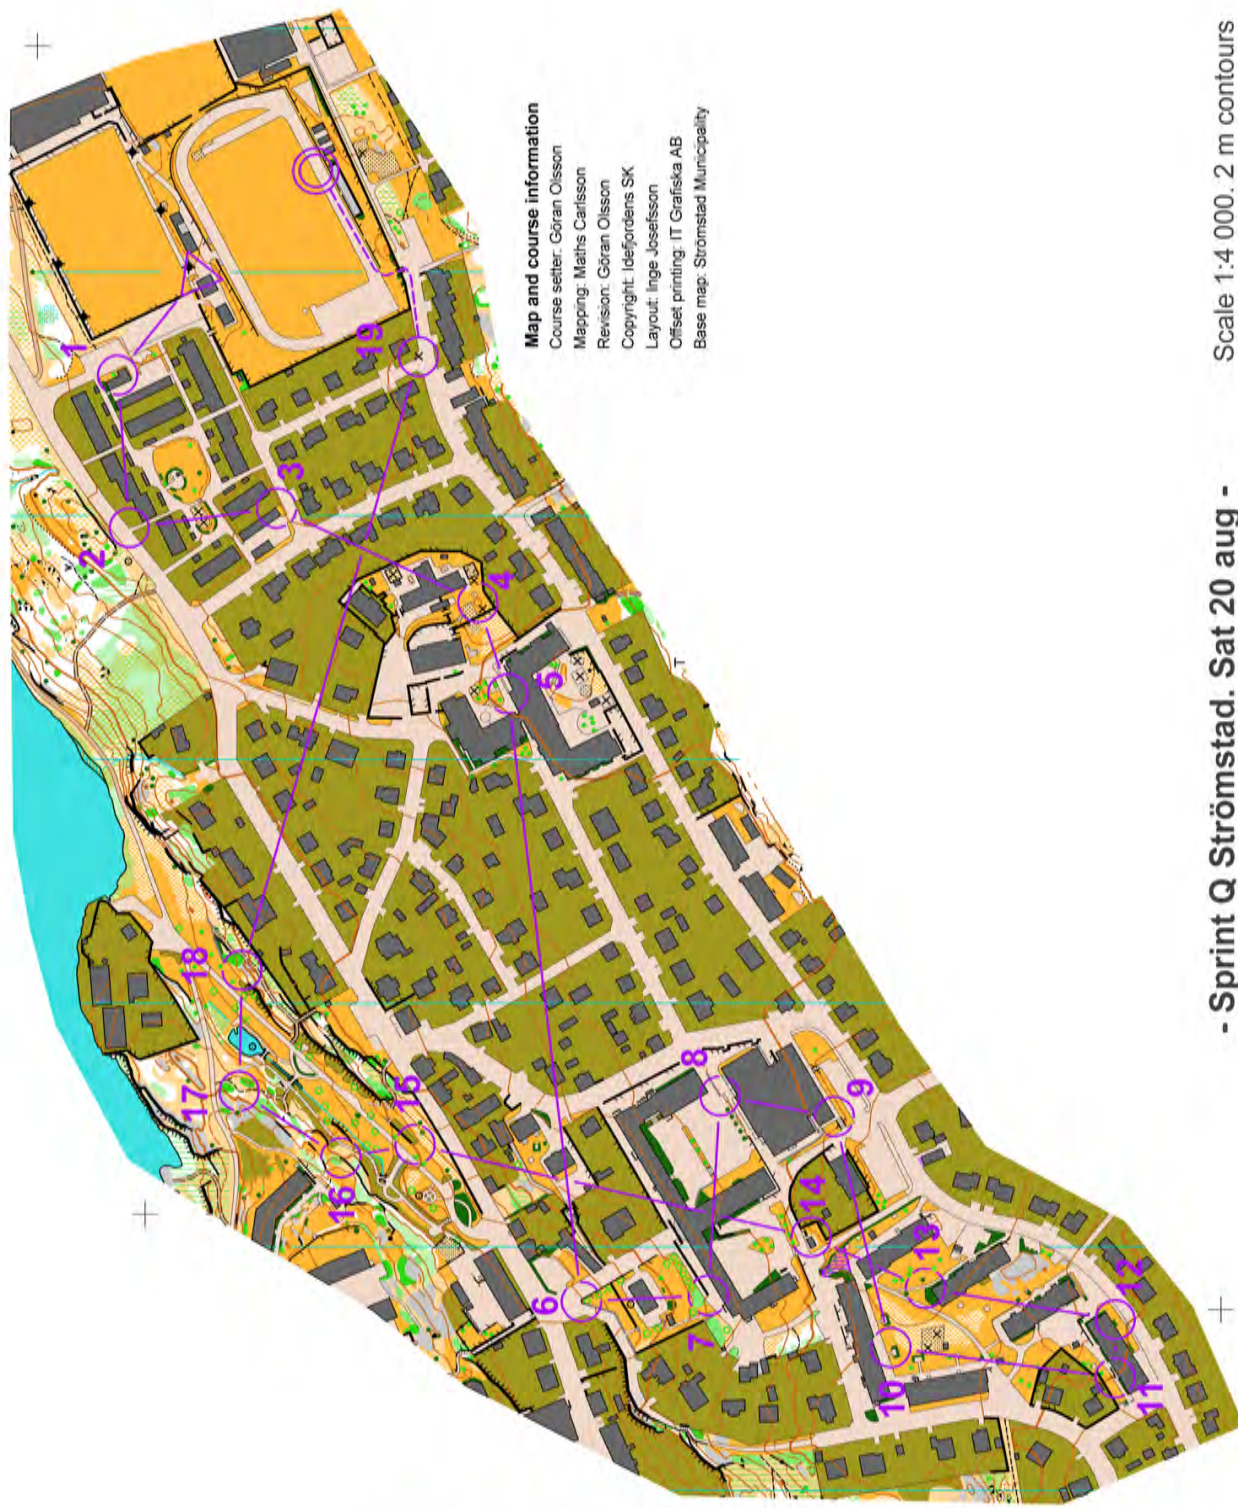 Map and course information
Course setter: Göran Olsson
Mapping: Maths Carlsson
Revision: Göran Olsson
Copyright: Idefjordens SK
Layout: Inge Josefsson
Offset printing: IT Grafiska AB
Base map: Strömstad Municipality
- Sprint Q Strömstad. Sat 20 aug -
Scale 1:4 000. 2 m contours
1
2
3
4
5
6
7
8
9
10
11
12
13
14
15
16
17
18
19
T